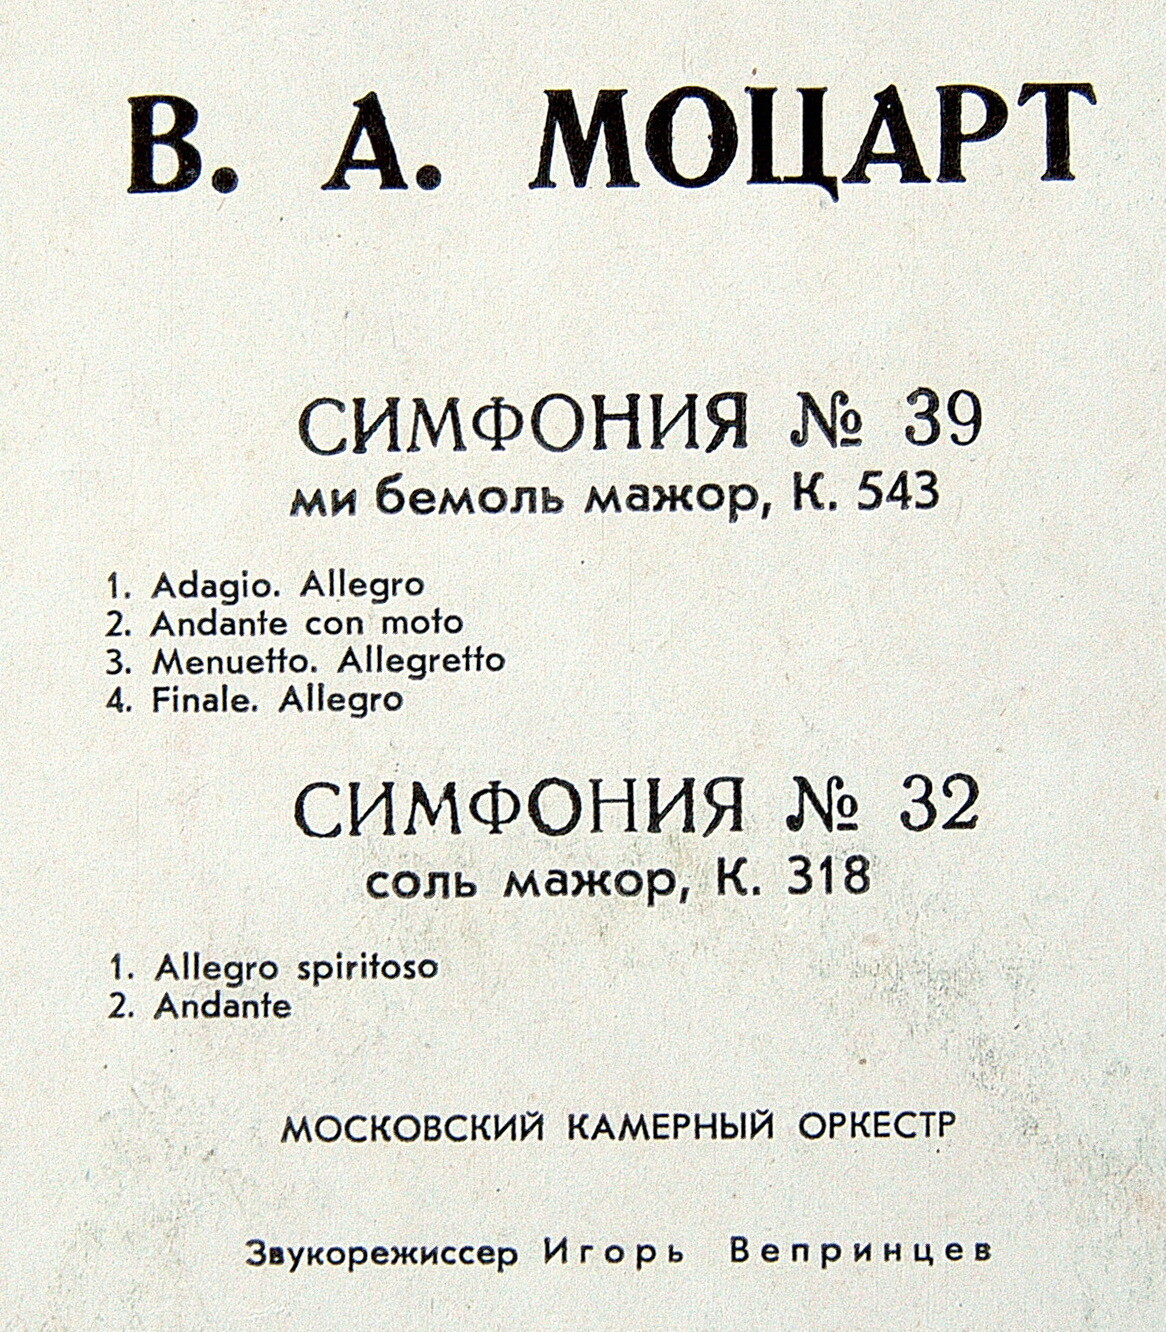 В. А. МОЦАРТ
СИМФОНИЯ № 39
ми бемоль мажор, К. 543
1. Adagio. Allegro
2. Andante con moto
3. Menuetto. Allegretto
4. Finale. Allegro
СИМФОНИЯ № 32
соль мажор, К. 318
1. Allegro spiritoso
2. Andante
МОСКОВСКИЙ КАМЕРНЫЙ ОРКЕСТР
Звукорежиссер Игорь Вепринцев